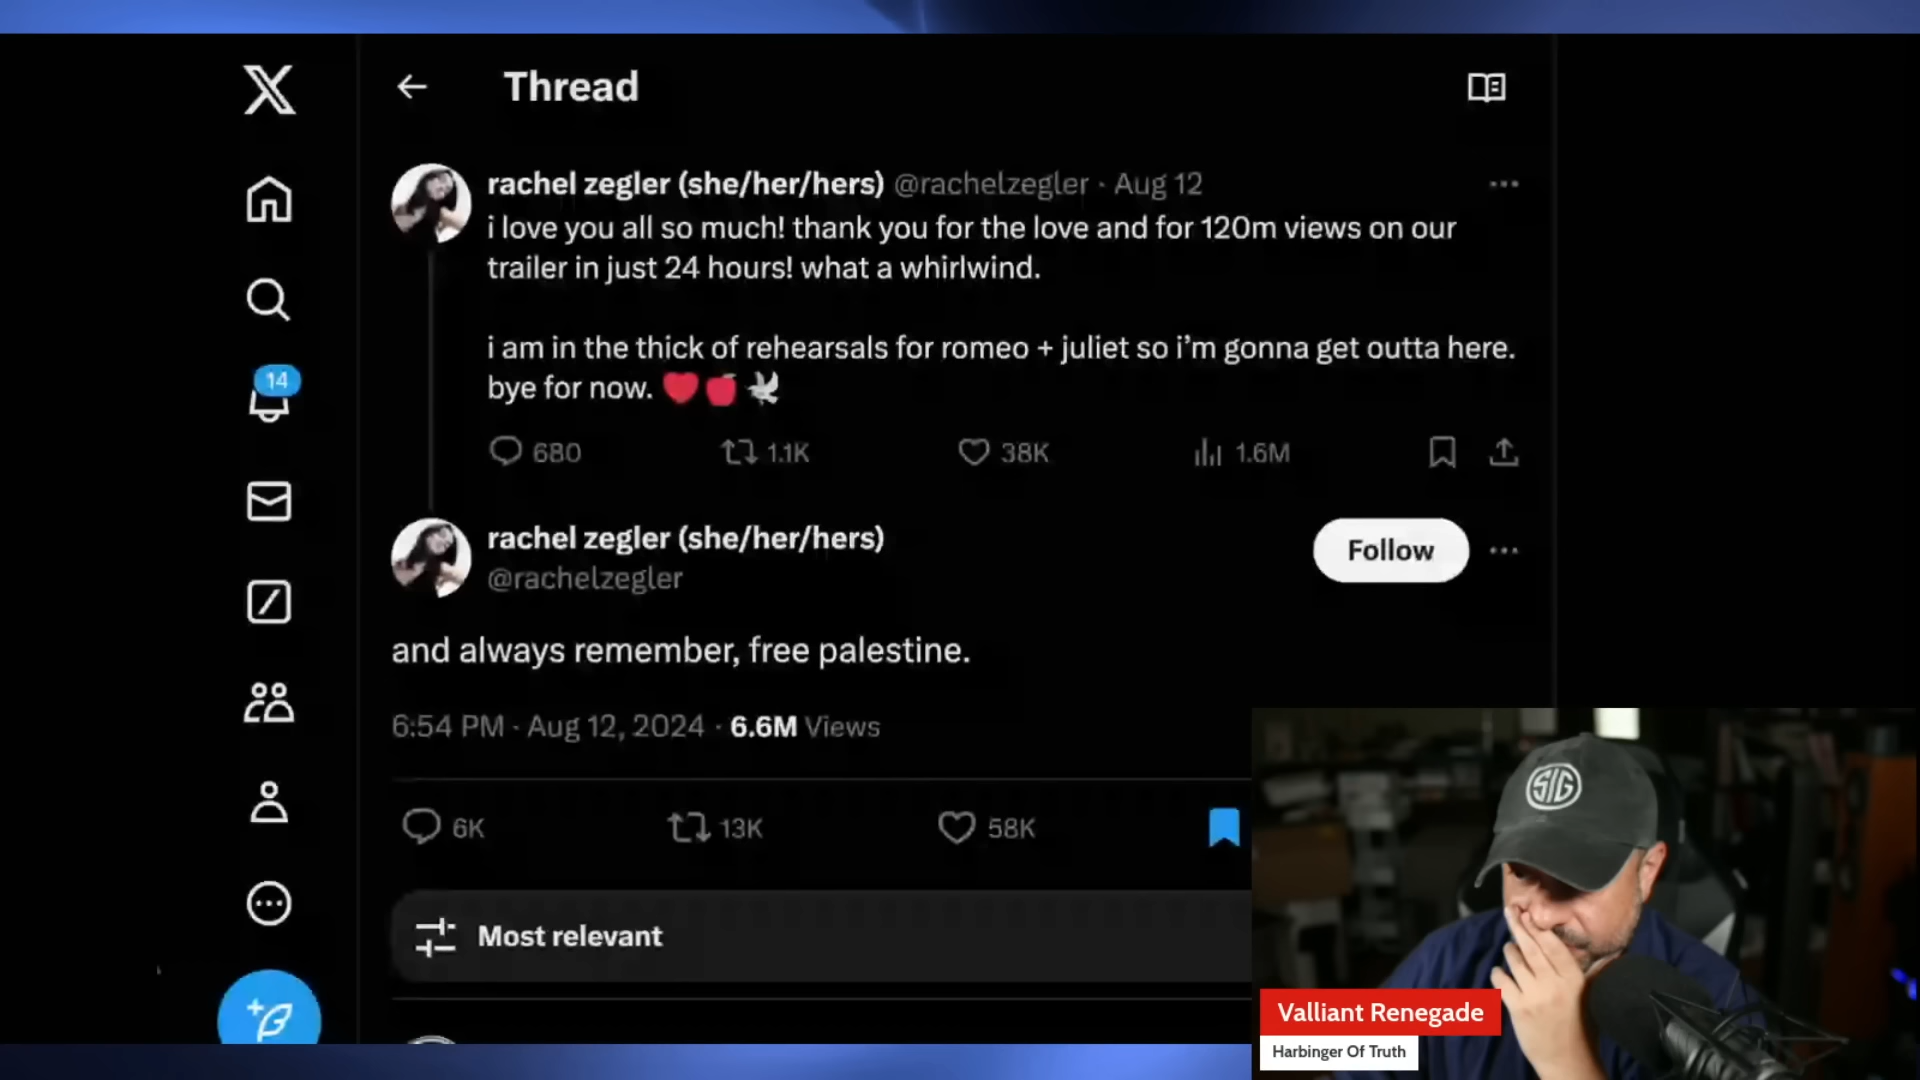 Thread
rachel zegler (she/her/hers) @rachelzegler · Aug 12
i love you all so much! thank you for the love and for 120m views on our
trailer in just 24 hours! what a whirlwind.
i am in the thick of rehearsals for romeo + juliet so i'm gonna get outta here.
bye for now. ❤️🍎🕊️
14
680 1.1K 38K 1.6M
rachel zegler (she/her/hers)
@rachelzegler
Follow
and always remember, free palestine.
6:54 PM · Aug 12, 2024 · 6.6M Views
6K 13K 58K
Most relevant
SIG
Valliant Renegade
Harbinger Of Truth